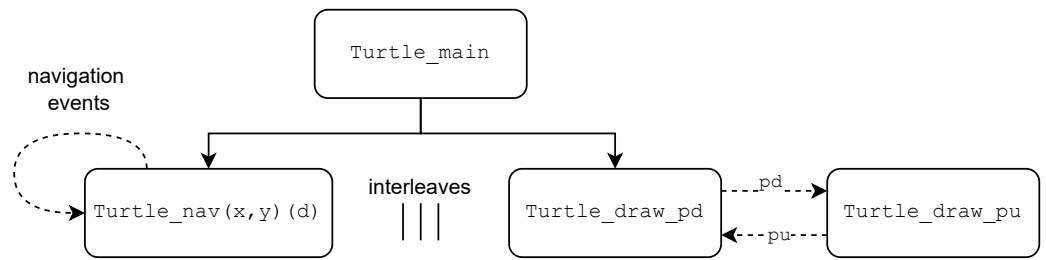 Turtle_main
navigation
events
interleaves
Turtle_nav(x,y)(d)
Turtle_draw_pd
pd
pu
Turtle_draw_pu